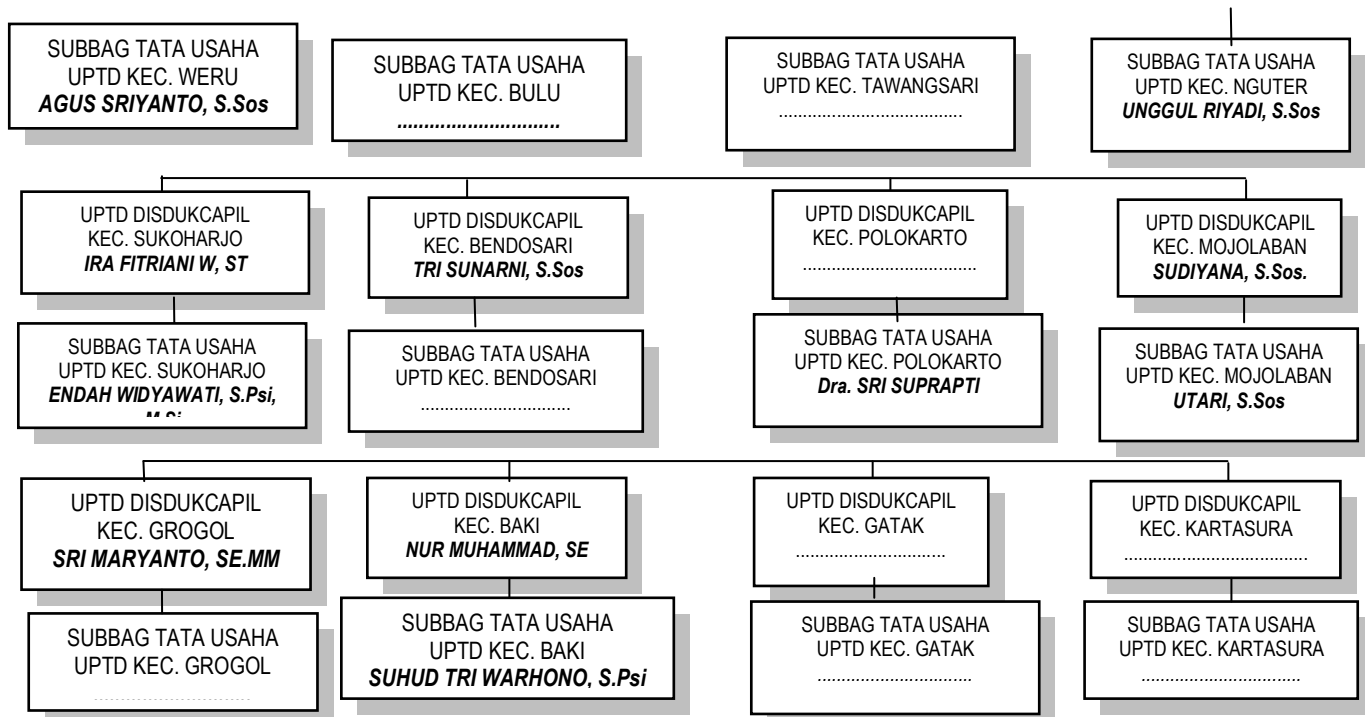 SUBBAG TATA USAHA
UPTD KEC. WERU
AGUS SRIYANTO, S.Sos
SUBBAG TATA USAHA
UPTD KEC. BULU
...............................
SUBBAG TATA USAHA
UPTD KEC. TAWANGSARI
.......................................
SUBBAG TATA USAHA
UPTD KEC. NGUTER
UNGGUL RIYADI, S.Sos
UPTD DISDUKCAPIL
KEC. SUKOHARJO
IRA FITRIANI W, ST
UPTD DISDUKCAPIL
KEC. BENDOSARI
TRI SUNARNI, S.Sos
UPTD DISDUKCAPIL
KEC. POLOKARTO
.....................................
UPTD DISDUKCAPIL
KEC. MOJOLABAN
SUDIYANA, S.Sos.
SUBBAG TATA USAHA
UPTD KEC. SUKOHARJO
ENDAH WIDYAWATI, S.Psi,
M.Si
SUBBAG TATA USAHA
UPTD KEC. BENDOSARI
................................
SUBBAG TATA USAHA
UPTD KEC. POLOKARTO
Dra. SRI SUPRAPTI
SUBBAG TATA USAHA
UPTD KEC. MOJOLABAN
UTARI, S.Sos
UPTD DISDUKCAPIL
KEC. GROGOL
SRI MARYANTO, SE.MM
UPTD DISDUKCAPIL
KEC. BAKI
NUR MUHAMMAD, SE
UPTD DISDUKCAPIL
KEC. GATAK
................................
UPTD DISDUKCAPIL
KEC. KARTASURA
.......................................
SUBBAG TATA USAHA
UPTD KEC. GROGOL
..............................
SUBBAG TATA USAHA
UPTD KEC. BAKI
SUHUD TRI WARHONO, S.Psi
SUBBAG TATA USAHA
UPTD KEC. GATAK
.................................
SUBBAG TATA USAHA
UPTD KEC. KARTASURA
..................................